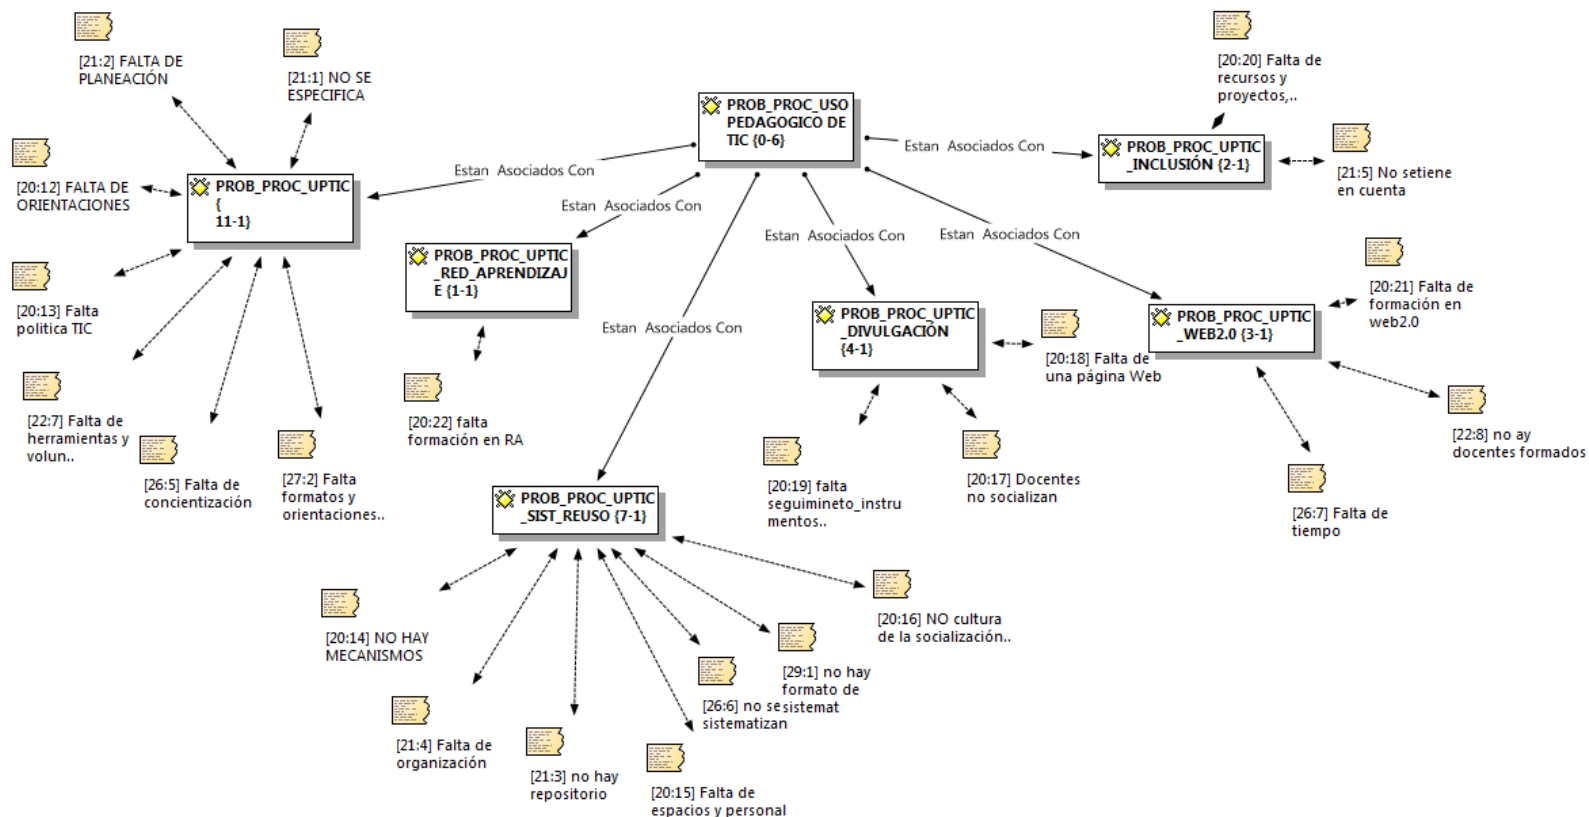 [21:2] FALTA DE
PLANEACIÓN
[21:1] NO SE
ESPECIFICA
[20:20] Falta de
recursos y
proyectos,..
PROB_PROC_USO
PEDAGOGICO DE
TIC {0-6}
Estan Asociados Con
PROB_PROC_UPTIC
_INCLUSIÓN {2-1}
[21:5] No setiene
en cuenta
Estan Asociados Con
[20:12] FALTA DE
ORIENTACIONES
PROB_PROC_UPTIC
{
11-1}
Estan Asociados Con
Estan Asociados Con
Estan Asociados Con
PROB_PROC_UPTIC
_RED_APRENDIZAJ
E {1-1}
[20:13] Falta
politica TIC
Estan Asociados Con
PROB_PROC_UPTIC
_DIVULGACIÓN
{4-1}
[20:18] Falta de
una página Web
PROB_PROC_UPTIC
_WEB2.0 {3-1}
[20:21] Falta de
formación en
web2.0
[22:7] Falta de
herramientas y
volun..
[26:5] Falta de
concientización
[27:2] Falta
formatos y
orientaciones..
[20:22] falta
formación en RA
[20:19] falta
seguimineto_instru
mentos..
[20:17] Docentes
no socializan
[22:8] no ay
docentes formados
[26:7] Falta de
tiempo
PROB_PROC_UPTIC
_SIST_REUSO {7-1}
[20:14] NO HAY
MECANISMOS
[21:4] Falta de
organización
[21:3] no hay
repositorio
[20:15] Falta de
espacios y personal
[26:6] no se
sistematizan
[29:1] no hay
formato de
sistemat
[20:16] NO cultura
de la socialización..